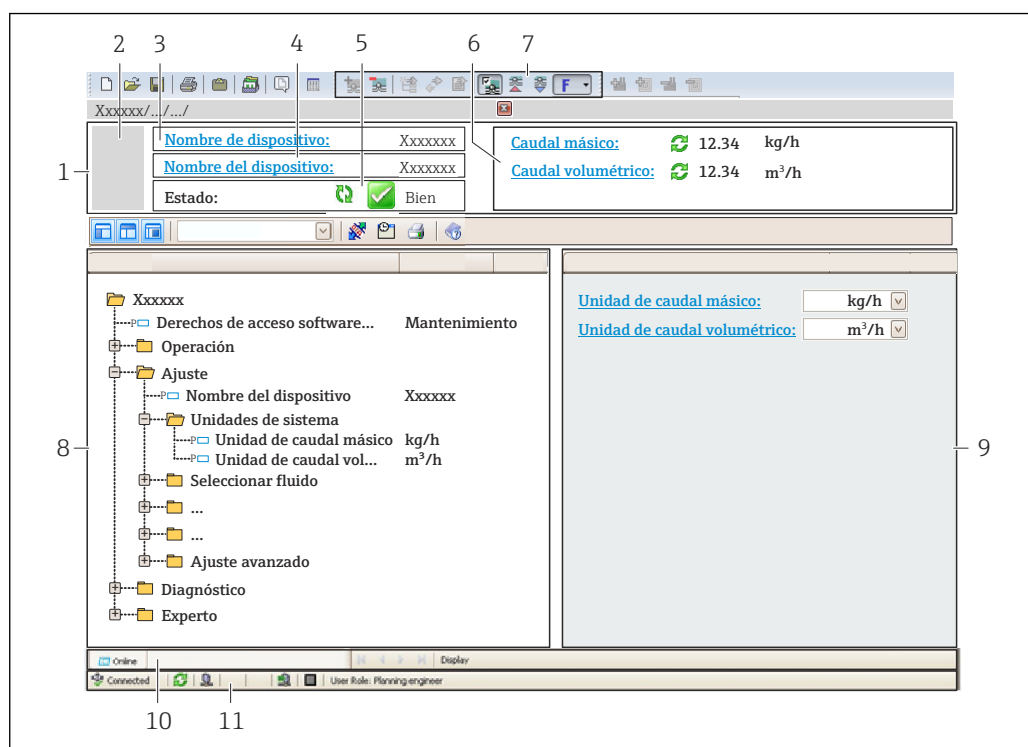 2 3 4 5 6 7
F
Xxxxxx/.../.../
1
Nombre de dispositivo: Xxxxxxx
Nombre del dispositivo: Xxxxxxx
Estado: Bien
Caudal másico: 12.34 kg/h
Caudal volumétrico: 12.34 m³/h
Xxxxxx
P Derechos de acceso software... Mantenimiento
Operación
Ajuste
P Nombre del dispositivo Xxxxxx
Unidades de sistema
P Unidad de caudal másico kg/h
P Unidad de caudal vol... m³/h
Seleccionar fluido
...
...
Ajuste avanzado
Diagnóstico
Experto
8
Unidad de caudal másico: kg/h
Unidad de caudal volumétrico: m³/h
9
Online Display
Connected User Role: Planning engineer
10 11